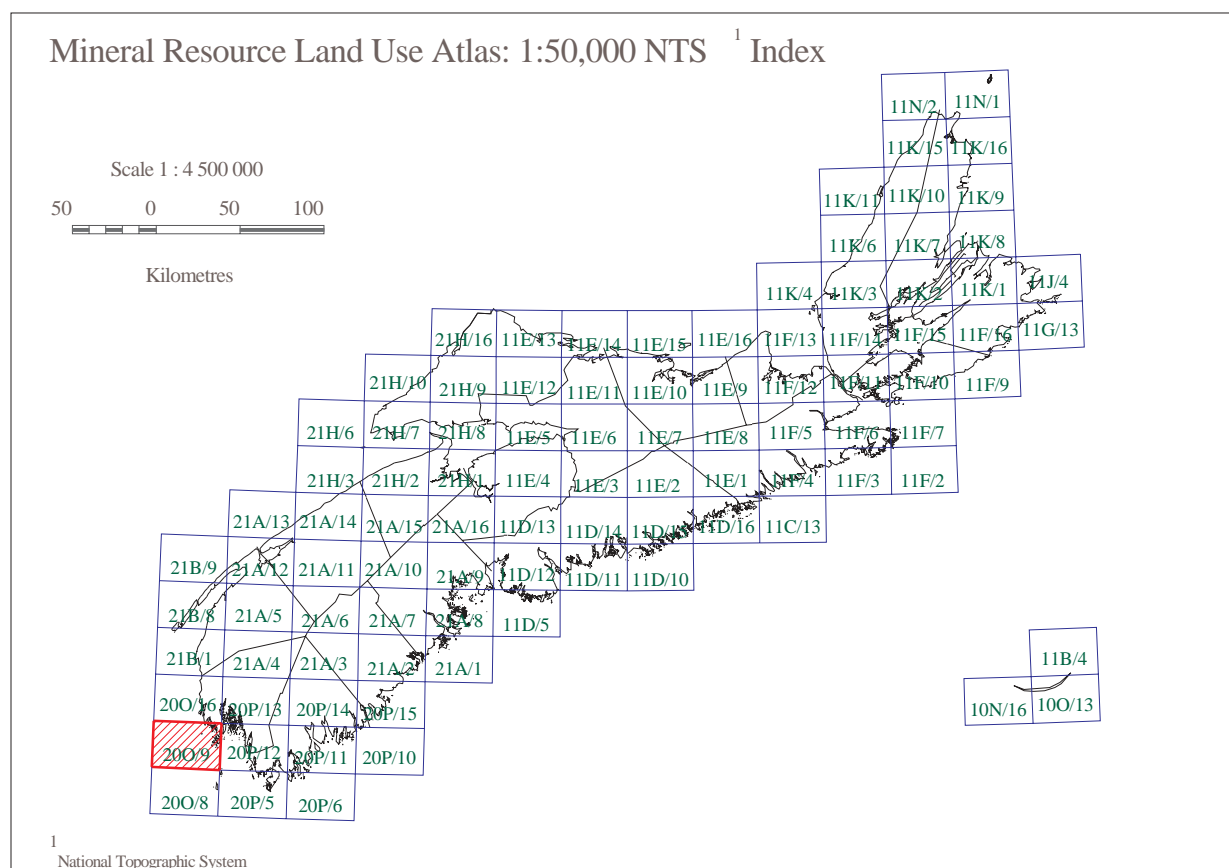 Mineral Resource Land Use Atlas: 1:50,000 NTS 1 Index
11N/2 11N/1
Scale 1 : 4 500 000
11K/15 11K/16
50 0 50 100
11K/11 11K/10 11K/9
Kilometres
11K/6 11K/7 11K/8
11K/4 11K/3 11K/2 11K/1 11J/4
21H/16 11E/13 11E/14 11E/15 11E/16 11F/13 11F/14 11F/15 11F/16 11G/13
21H/10 21H/9 11E/12 11E/11 11E/10 11E/9 11F/12 11F/11 11F/10 11F/9
21H/6 21H/7 21H/8 11E/5 11E/6 11E/7 11E/8 11F/5 11F/6 11F/7
21H/3 21H/2 21H/1 11E/4 11E/3 11E/2 11E/1 11F/4 11F/3 11F/2
21A/13 21A/14 21A/15 21A/16 11D/13 11D/14 11D/15 11D/16 11C/13
21B/9 21A/12 21A/11 21A/10 21A/9 11D/12 11D/11 11D/10
21B/8 21A/5 21A/6 21A/7 21A/8 11D/5
21B/1 21A/4 21A/3 21A/2 21A/1 11B/4
20O/16 20P/13 20P/14 20P/15 10N/16 10O/13
20O/9 20P/12 20P/11 20P/10
20O/8 20P/5 20P/6
1
National Topographic System